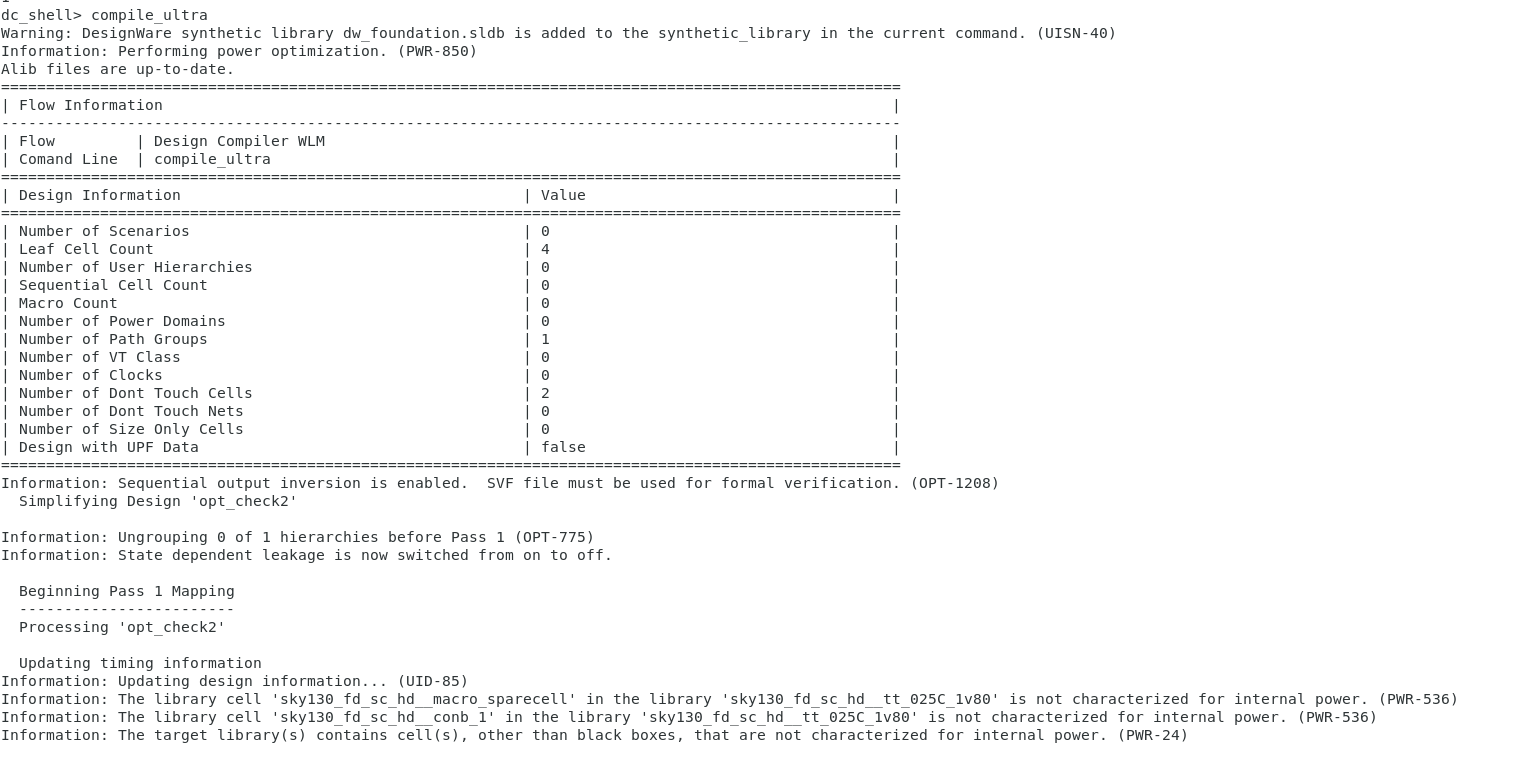 dc_shell> compile_ultra
Warning: DesignWare synthetic library dw_foundation.sldb is added to the synthetic_library in the current command. (UISN-40)
Information: Performing power optimization. (PWR-850)
Alib files are up-to-date.
====================================================================================================
| Flow Information                                                                                 |
----------------------------------------------------------------------------------------------------
| Flow         | Design Compiler WLM                                                               |
| Comand Line  | compile_ultra                                                                     |
====================================================================================================
| Design Information                                      | Value                                  |
====================================================================================================
| Number of Scenarios                                     | 0                                      |
| Leaf Cell Count                                         | 4                                      |
| Number of User Hierarchies                              | 0                                      |
| Sequential Cell Count                                   | 0                                      |
| Macro Count                                             | 0                                      |
| Number of Power Domains                                 | 0                                      |
| Number of Path Groups                                   | 1                                      |
| Number of VT Class                                      | 0                                      |
| Number of Clocks                                        | 0                                      |
| Number of Dont Touch Cells                              | 2                                      |
| Number of Dont Touch Nets                               | 0                                      |
| Number of Size Only Cells                               | 0                                      |
| Design with UPF Data                                    | false                                  |
====================================================================================================
Information: Sequential output inversion is enabled.  SVF file must be used for formal verification. (OPT-1208)
  Simplifying Design 'opt_check2'
Information: Ungrouping 0 of 1 hierarchies before Pass 1 (OPT-775)
Information: State dependent leakage is now switched from on to off.
  Beginning Pass 1 Mapping
  ------------------------
  Processing 'opt_check2'
  Updating timing information
Information: Updating design information... (UID-85)
Information: The library cell 'sky130_fd_sc_hd__macro_sparecell' in the library 'sky130_fd_sc_hd__tt_025C_1v80' is not characterized for internal power. (PWR-536)
Information: The library cell 'sky130_fd_sc_hd__conb_1' in the library 'sky130_fd_sc_hd__tt_025C_1v80' is not characterized for internal power. (PWR-536)
Information: The target library(s) contains cell(s), other than black boxes, that are not characterized for internal power. (PWR-24)